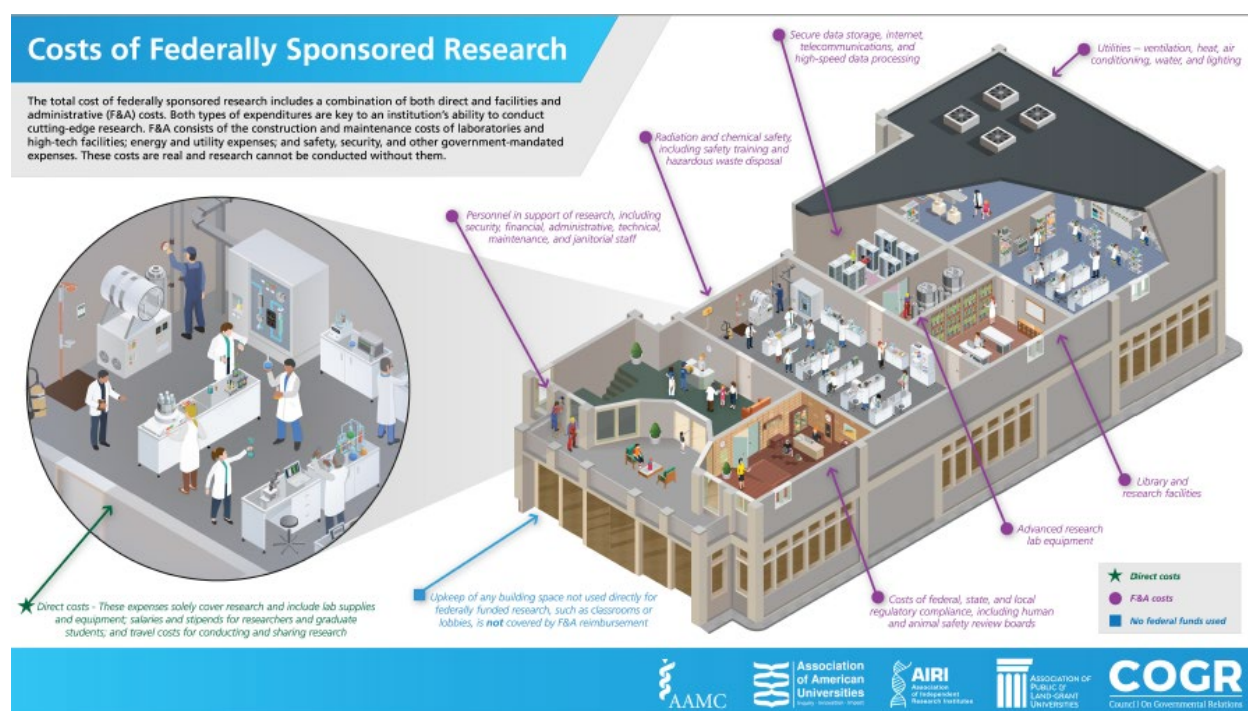 Costs of Federally Sponsored Research
The total cost of federally sponsored research includes a combination of both direct and facilities and
administrative (F&A) costs. Both types of expenditures are key to an institution's ability to conduct
cutting-edge research. F&A consists of the construction and maintenance costs of laboratories and
high-tech facilities; energy and utility expenses; and safety, security, and other government-mandated
expenses. These costs are real and research cannot be conducted without them.
Secure data storage, internet,
telecommunications, and
high-speed data processing
Utilities – ventilation, heat, air
conditioning, water, and lighting
Radiation and chemical safety,
including safety training and
hazardous waste disposal
Personnel in support of research, including
security, financial, administrative, technical,
maintenance, and janitorial staff
Library and
research facilities
Advanced research
lab equipment
Direct costs - These expenses solely cover research and include lab supplies
and equipment; salaries and stipends for researchers and graduate
students; and travel costs for conducting and sharing research
Upkeep of any building space not used directly for
federally funded research, such as classrooms or
lobbies, is not covered by F&A reimbursement
Costs of federal, state, and local
regulatory compliance, including human
and animal safety review boards
Direct costs
F&A costs
No federal funds used
AAMC
Association
of American
Universities
Inquiry · Innovation · Impact
AIRI
Association
of Independent
Research Institutes
ASSOCIATION OF
PUBLIC &
LAND-GRANT
UNIVERSITIES
COGR
Council On Governmental Relations